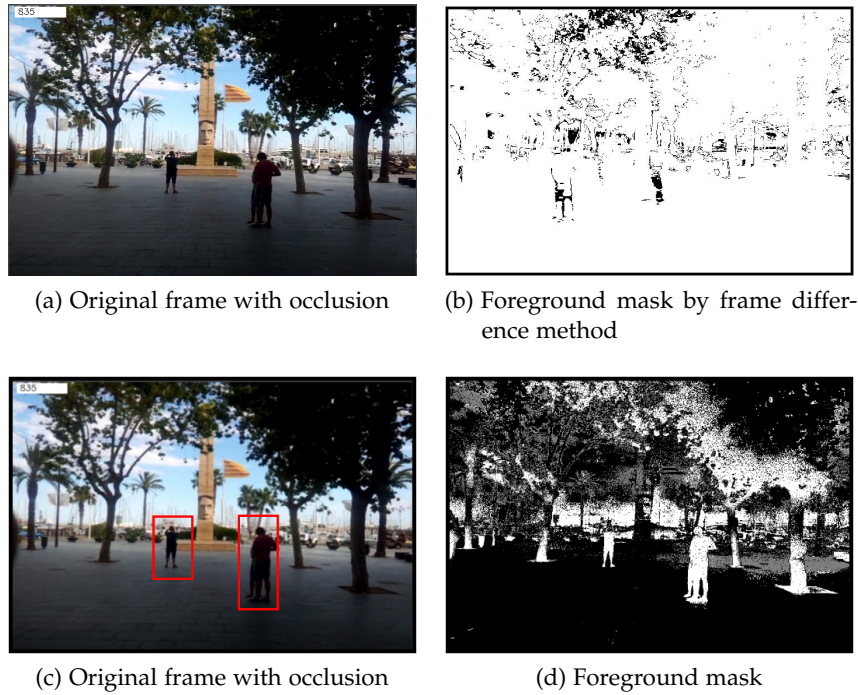 835
(a) Original frame with occlusion
(b) Foreground mask by frame differ-
ence method
835
(c) Original frame with occlusion
(d) Foreground mask